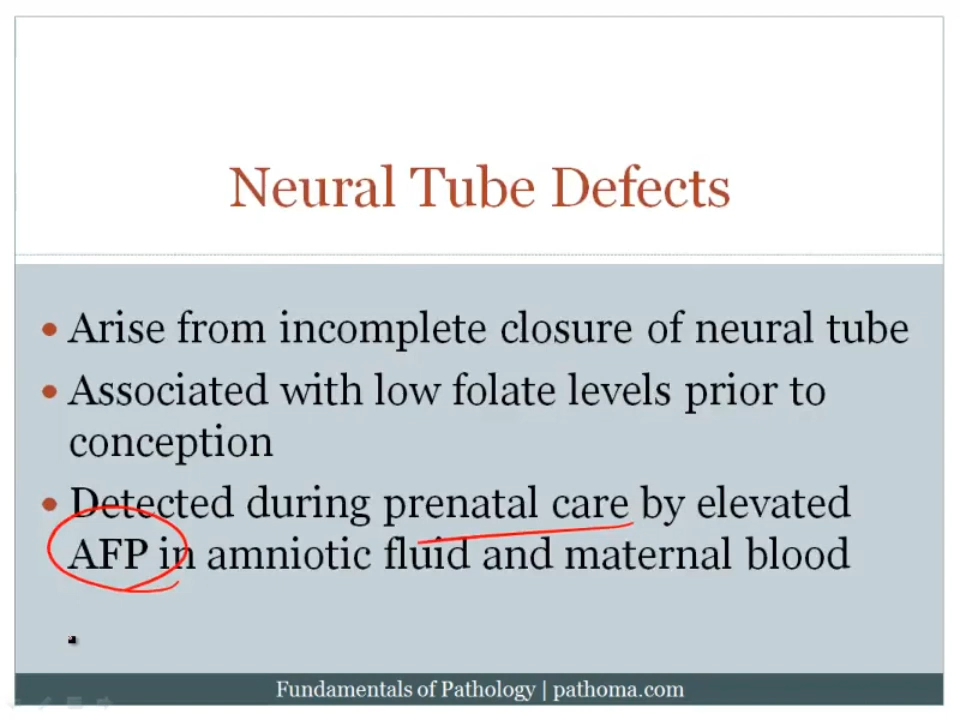 Neural Tube Defects
• Arise from incomplete closure of neural tube
• Associated with low folate levels prior to
conception
• Detected during prenatal care by elevated
AFP in amniotic fluid and maternal blood
Fundamentals of Pathology | pathoma.com